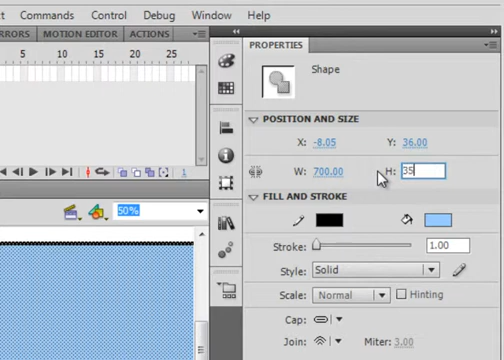 Commands Control Debug Window Help
MOTION EDITOR ACTIONS
5 10 15 20 25
1
50%
PROPERTIES
Shape
POSITION AND SIZE
X: -8.05 Y: 36.00
W: 700.00 H: 35
FILL AND STROKE
Stroke: 1.00
Style: Solid
Scale: Normal Hinting
Cap:
Join: Miter: 3.00